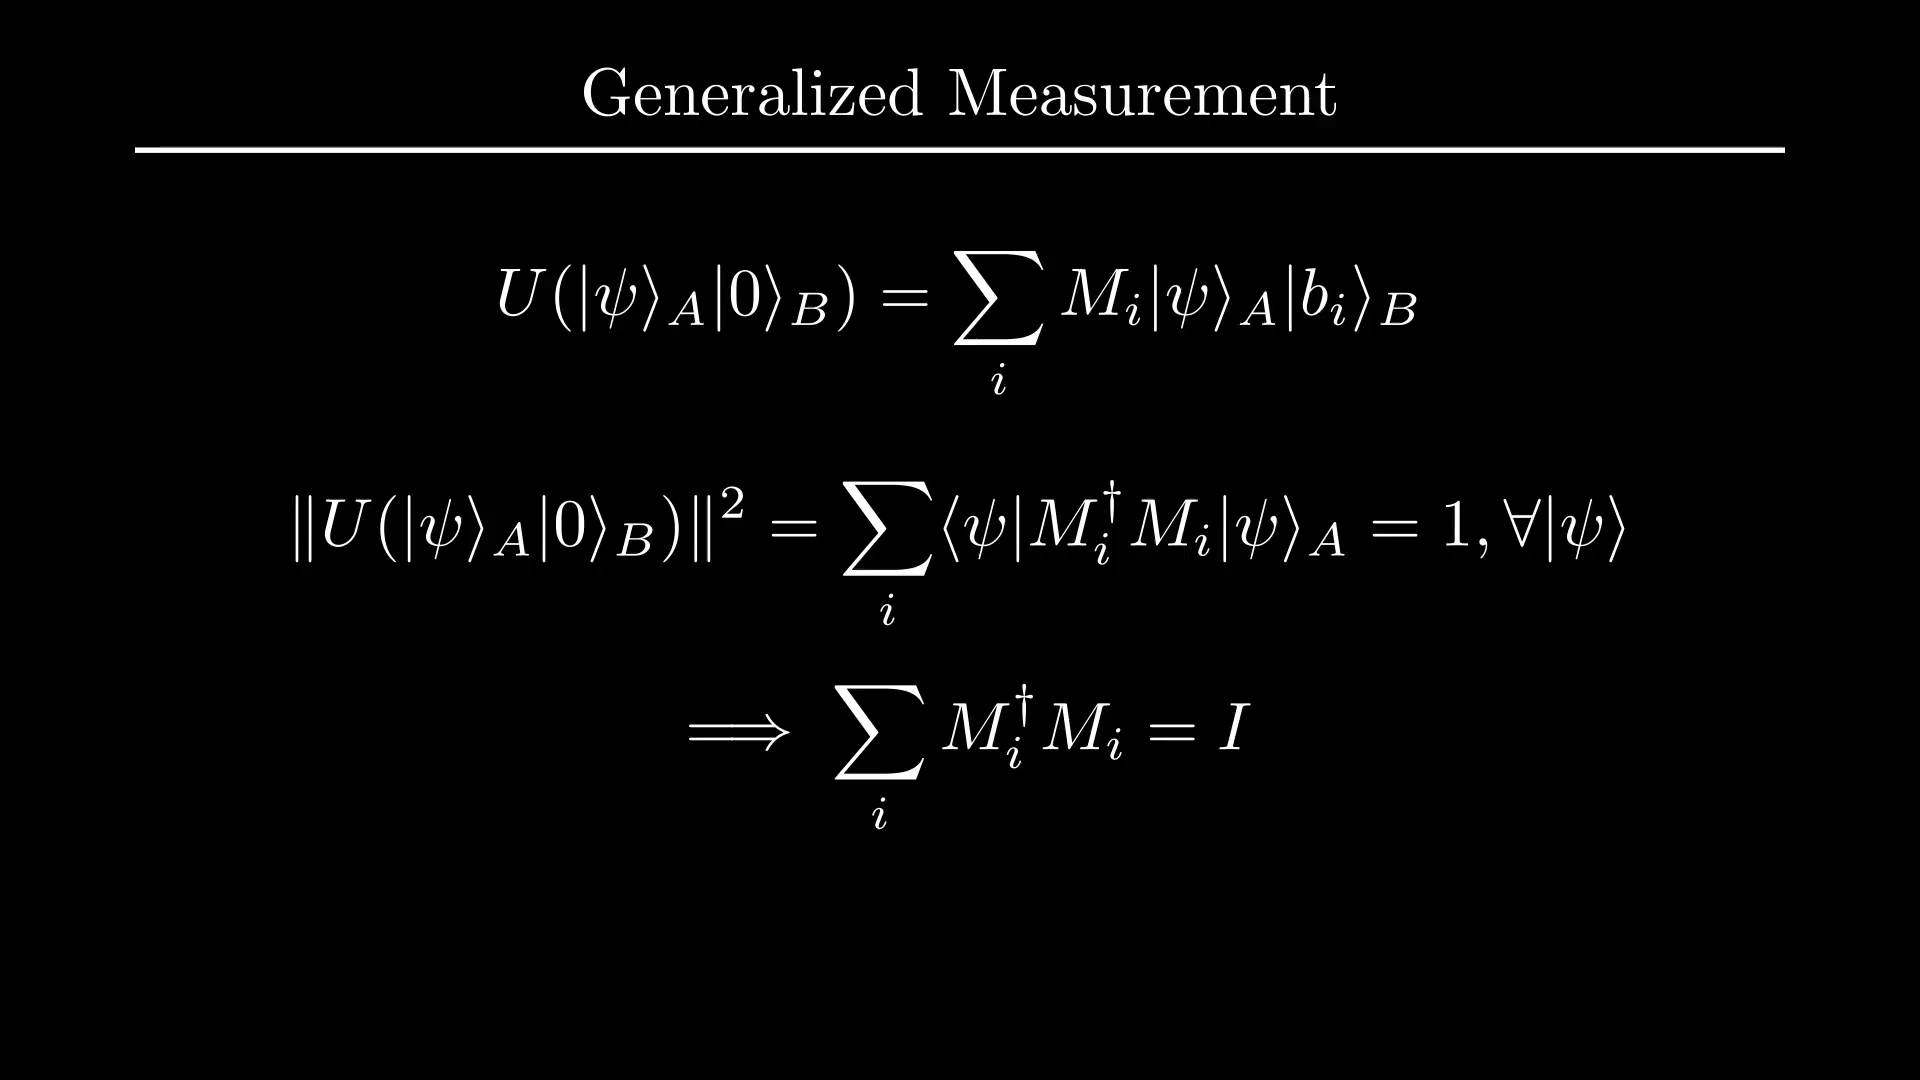 Generalized Measurement
U(|ψ⟩_A|0⟩_B) = ∑_i M_i|ψ⟩_A|b_i⟩_B
‖U(|ψ⟩_A|0⟩_B)‖² = ∑_i ⟨ψ|M_i^† M_i|ψ⟩_A = 1, ∀|ψ⟩
⟹ ∑_i M_i^† M_i = I